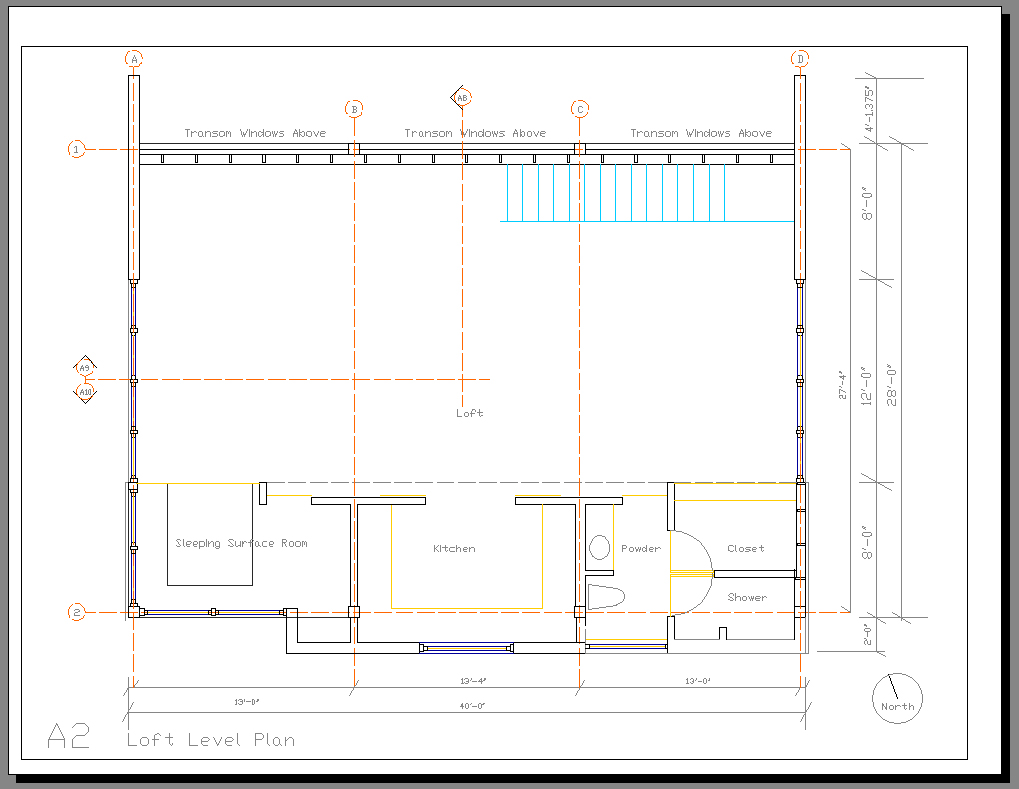 A
D
B
C
A8
Transom Windows Above
Transom Windows Above
Transom Windows Above
1
4'-1.375"
8'-0"
A9
A10
27'-4"
12'-0"
28'-0"
Loft
Sleeping Surface Room
Kitchen
Powder
Closet
8'-0"
Shower
2
2'-0"
13'-4"
13'-0"
13'-0"
40'-0"
North
A2
Loft Level Plan